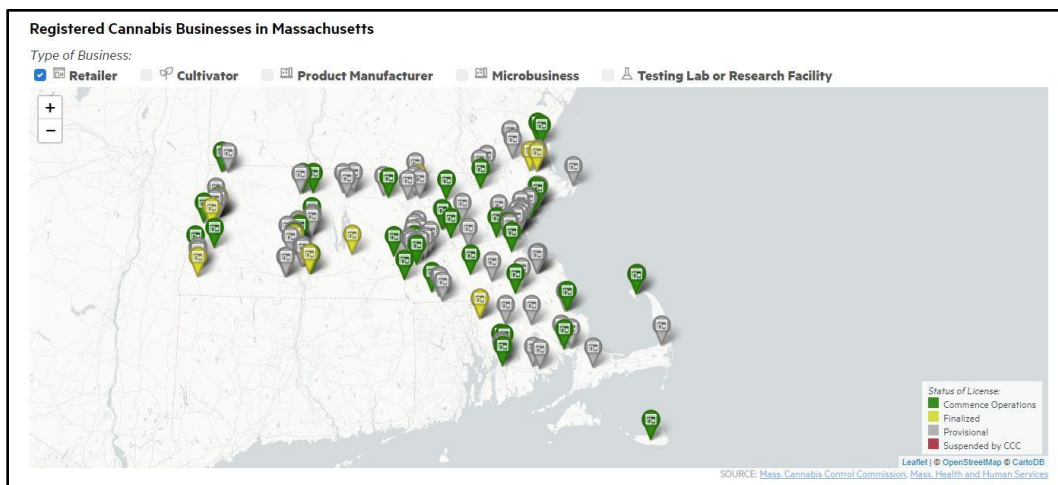 Registered Cannabis Businesses in Massachusetts
Type of Business:
Retailer Cultivator Product Manufacturer Microbusiness Testing Lab or Research Facility
+
−
Status of License:
Commence Operations
Finalized
Provisional
Suspended by CCC
Leaflet | © OpenStreetMap © CartoDB
SOURCE: Mass. Cannabis Control Commission, Mass. Health and Human Services